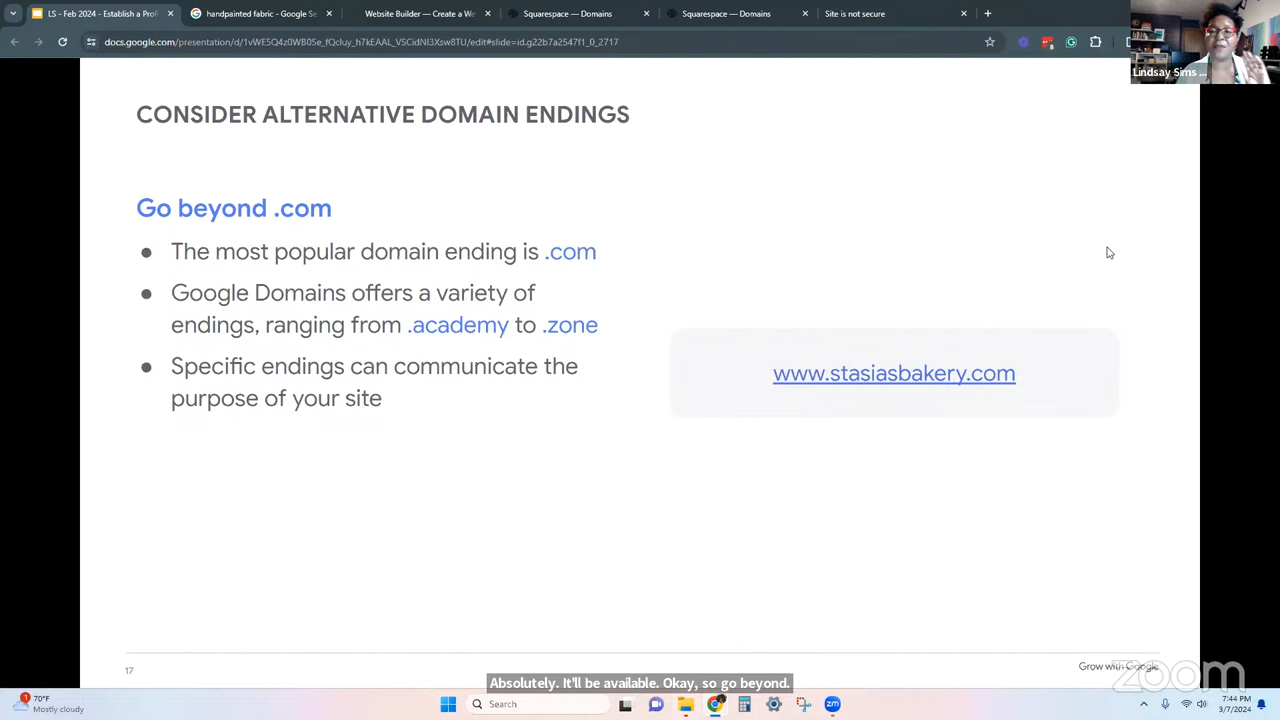 LS - Feb 2024 - Establish a Prof
handpainted fabric - Google Se
Website Builder — Create a We
Squarespace — Domains
Squarespace — Domains
Site is not secure
docs.google.com/presentation/d/1vWE5Q4z0WB05e_fQcluy_h7kEAAL_VSCidNI3Xsw8TU/edit#slide=id.g22b7a2547f1_0_2717
Lindsay Sims ...
CONSIDER ALTERNATIVE DOMAIN ENDINGS
Go beyond .com
● The most popular domain ending is .com
● Google Domains offers a variety of
endings, ranging from .academy to .zone
● Specific endings can communicate the
purpose of your site
www.stasiasbakery.com
17
Grow with Google
zoom
Absolutely. It'll be available. Okay, so go beyond.
1
70°F
Mostly cloudy
Search
zm
7:44 PM
3/7/2024